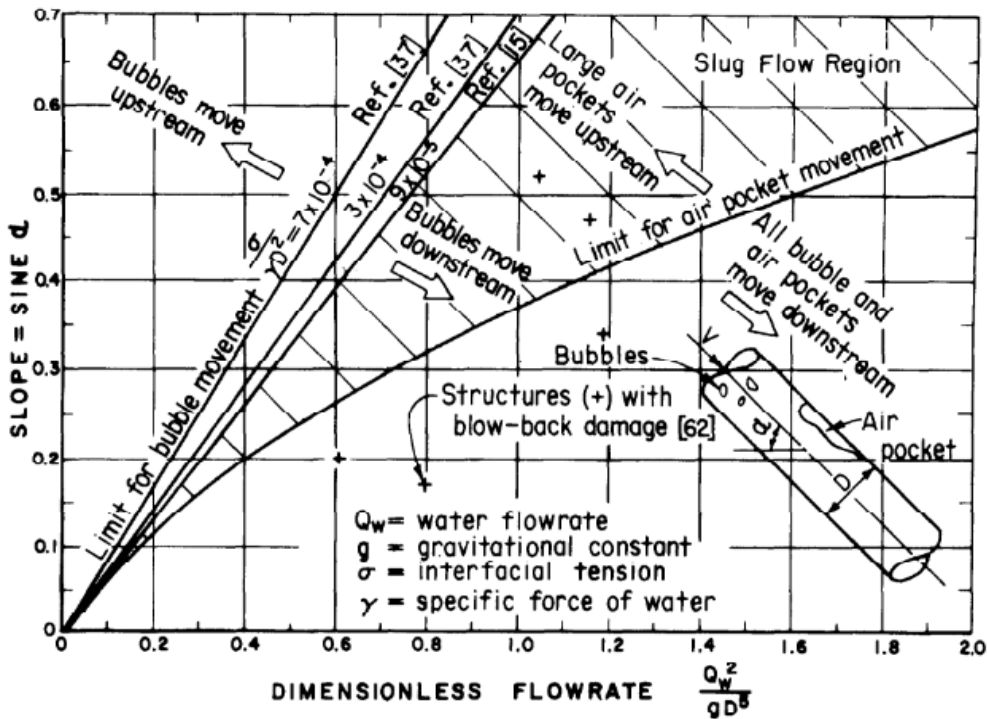 0.7
0.6
0.5
0.4
0.3
0.2
0.1
0
SLOPE = SINE d
Bubbles move
upstream
Ref. [37]
Ref. [37]
Ref. [15]
Limit for bubble movement
σ/γD² = 7x10⁻⁴
3x10⁻⁴
9x10⁻⁵
Large air
pockets
move upstream
Slug Flow Region
Bubbles move
downstream
Limit for air pocket movement
All bubble and
air pockets
move downstream
Bubbles
V
d
D
Air
pocket
Structures (+) with
blow-back damage [62]
Q_w = water flowrate
g = gravitational constant
σ = interfacial tension
γ = specific force of water
0 0.2 0.4 0.6 0.8 1.0 1.2 1.4 1.6 1.8 2.0
DIMENSIONLESS FLOWRATE Q_w²/gD⁵